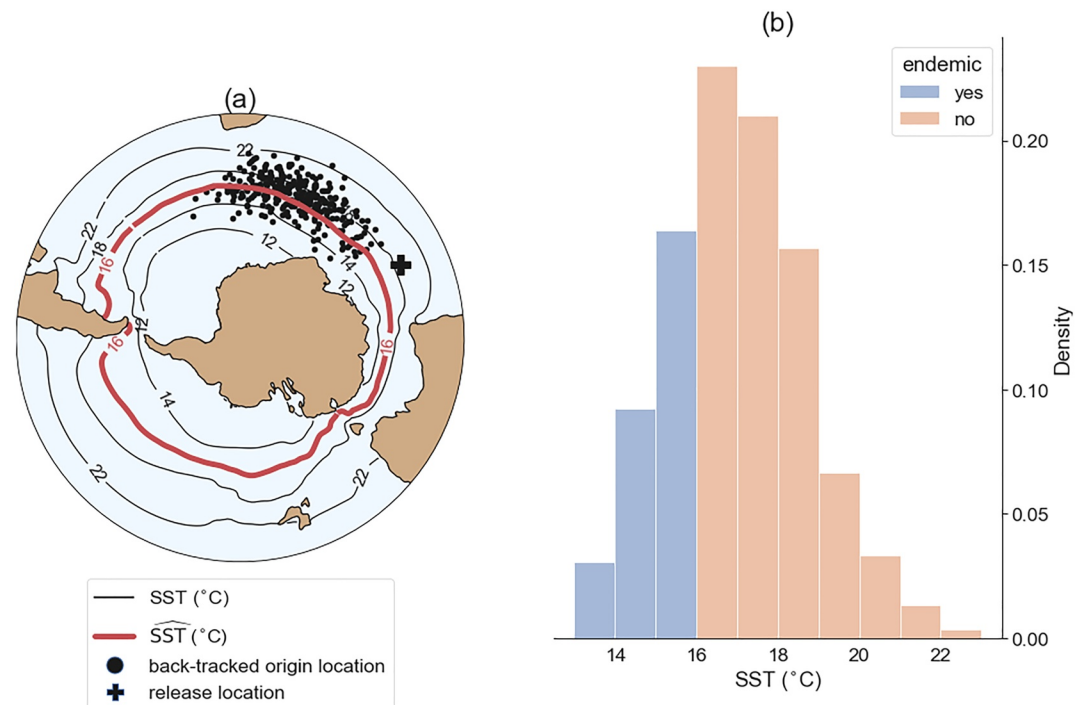 (a)
22
22
18
16
12
14
12
12
16
16
14
22
22
SST (°C)
SST (°C)
back-tracked origin location
release location
(b)
endemic
yes
no
0.20
0.15
0.10
0.05
0.00
Density
14 16 18 20 22
SST (°C)